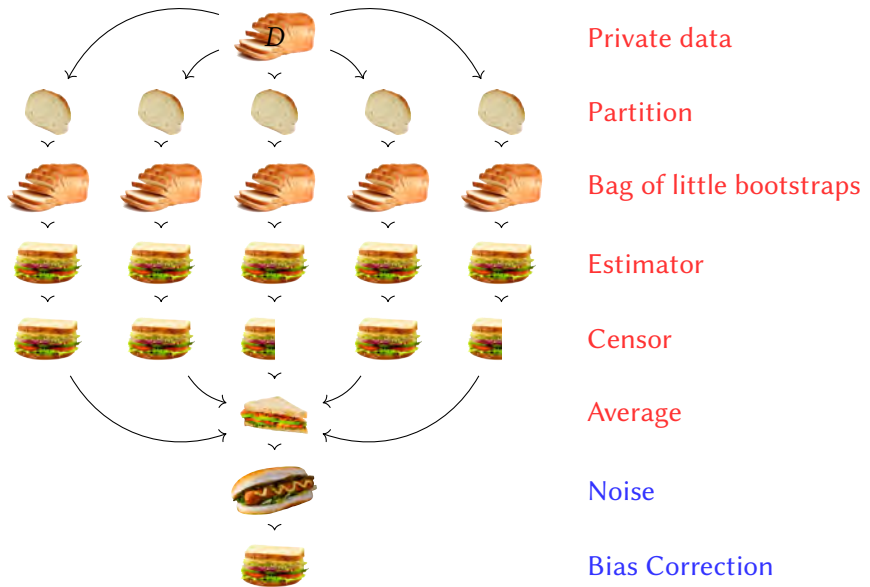 D
Private data
Partition
Bag of little bootstraps
Estimator
Censor
Average
Noise
Bias Correction